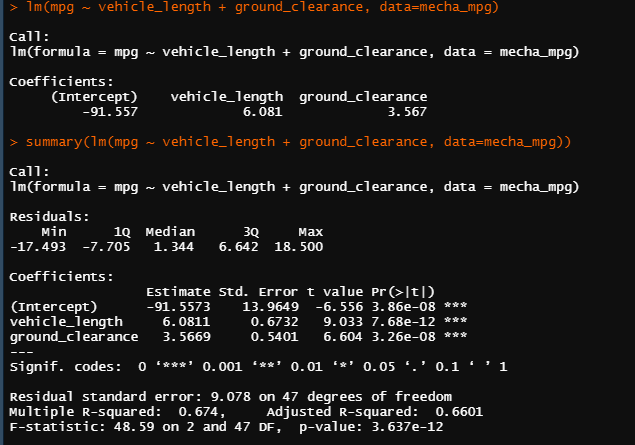 > lm(mpg ~ vehicle_length + ground_clearance, data=mecha_mpg)
Call:
lm(formula = mpg ~ vehicle_length + ground_clearance, data = mecha_mpg)
Coefficients:
     (Intercept)    vehicle_length  ground_clearance
         -91.557             6.081             3.567
> summary(lm(mpg ~ vehicle_length + ground_clearance, data=mecha_mpg))
Call:
lm(formula = mpg ~ vehicle_length + ground_clearance, data = mecha_mpg)
Residuals:
    Min      1Q  Median      3Q     Max
-17.493  -7.705   1.344   6.642  18.500
Coefficients:
                 Estimate Std. Error t value Pr(>|t|)
(Intercept)      -91.5573    13.9649  -6.556 3.86e-08 ***
vehicle_length     6.0811     0.6732   9.033 7.68e-12 ***
ground_clearance   3.5669     0.5401   6.604 3.26e-08 ***
---
Signif. codes:  0 ‘***’ 0.001 ‘**’ 0.01 ‘*’ 0.05 ‘.’ 0.1 ‘ ’ 1
Residual standard error: 9.078 on 47 degrees of freedom
Multiple R-squared:  0.674,     Adjusted R-squared:  0.6601
F-statistic: 48.59 on 2 and 47 DF,  p-value: 3.637e-12